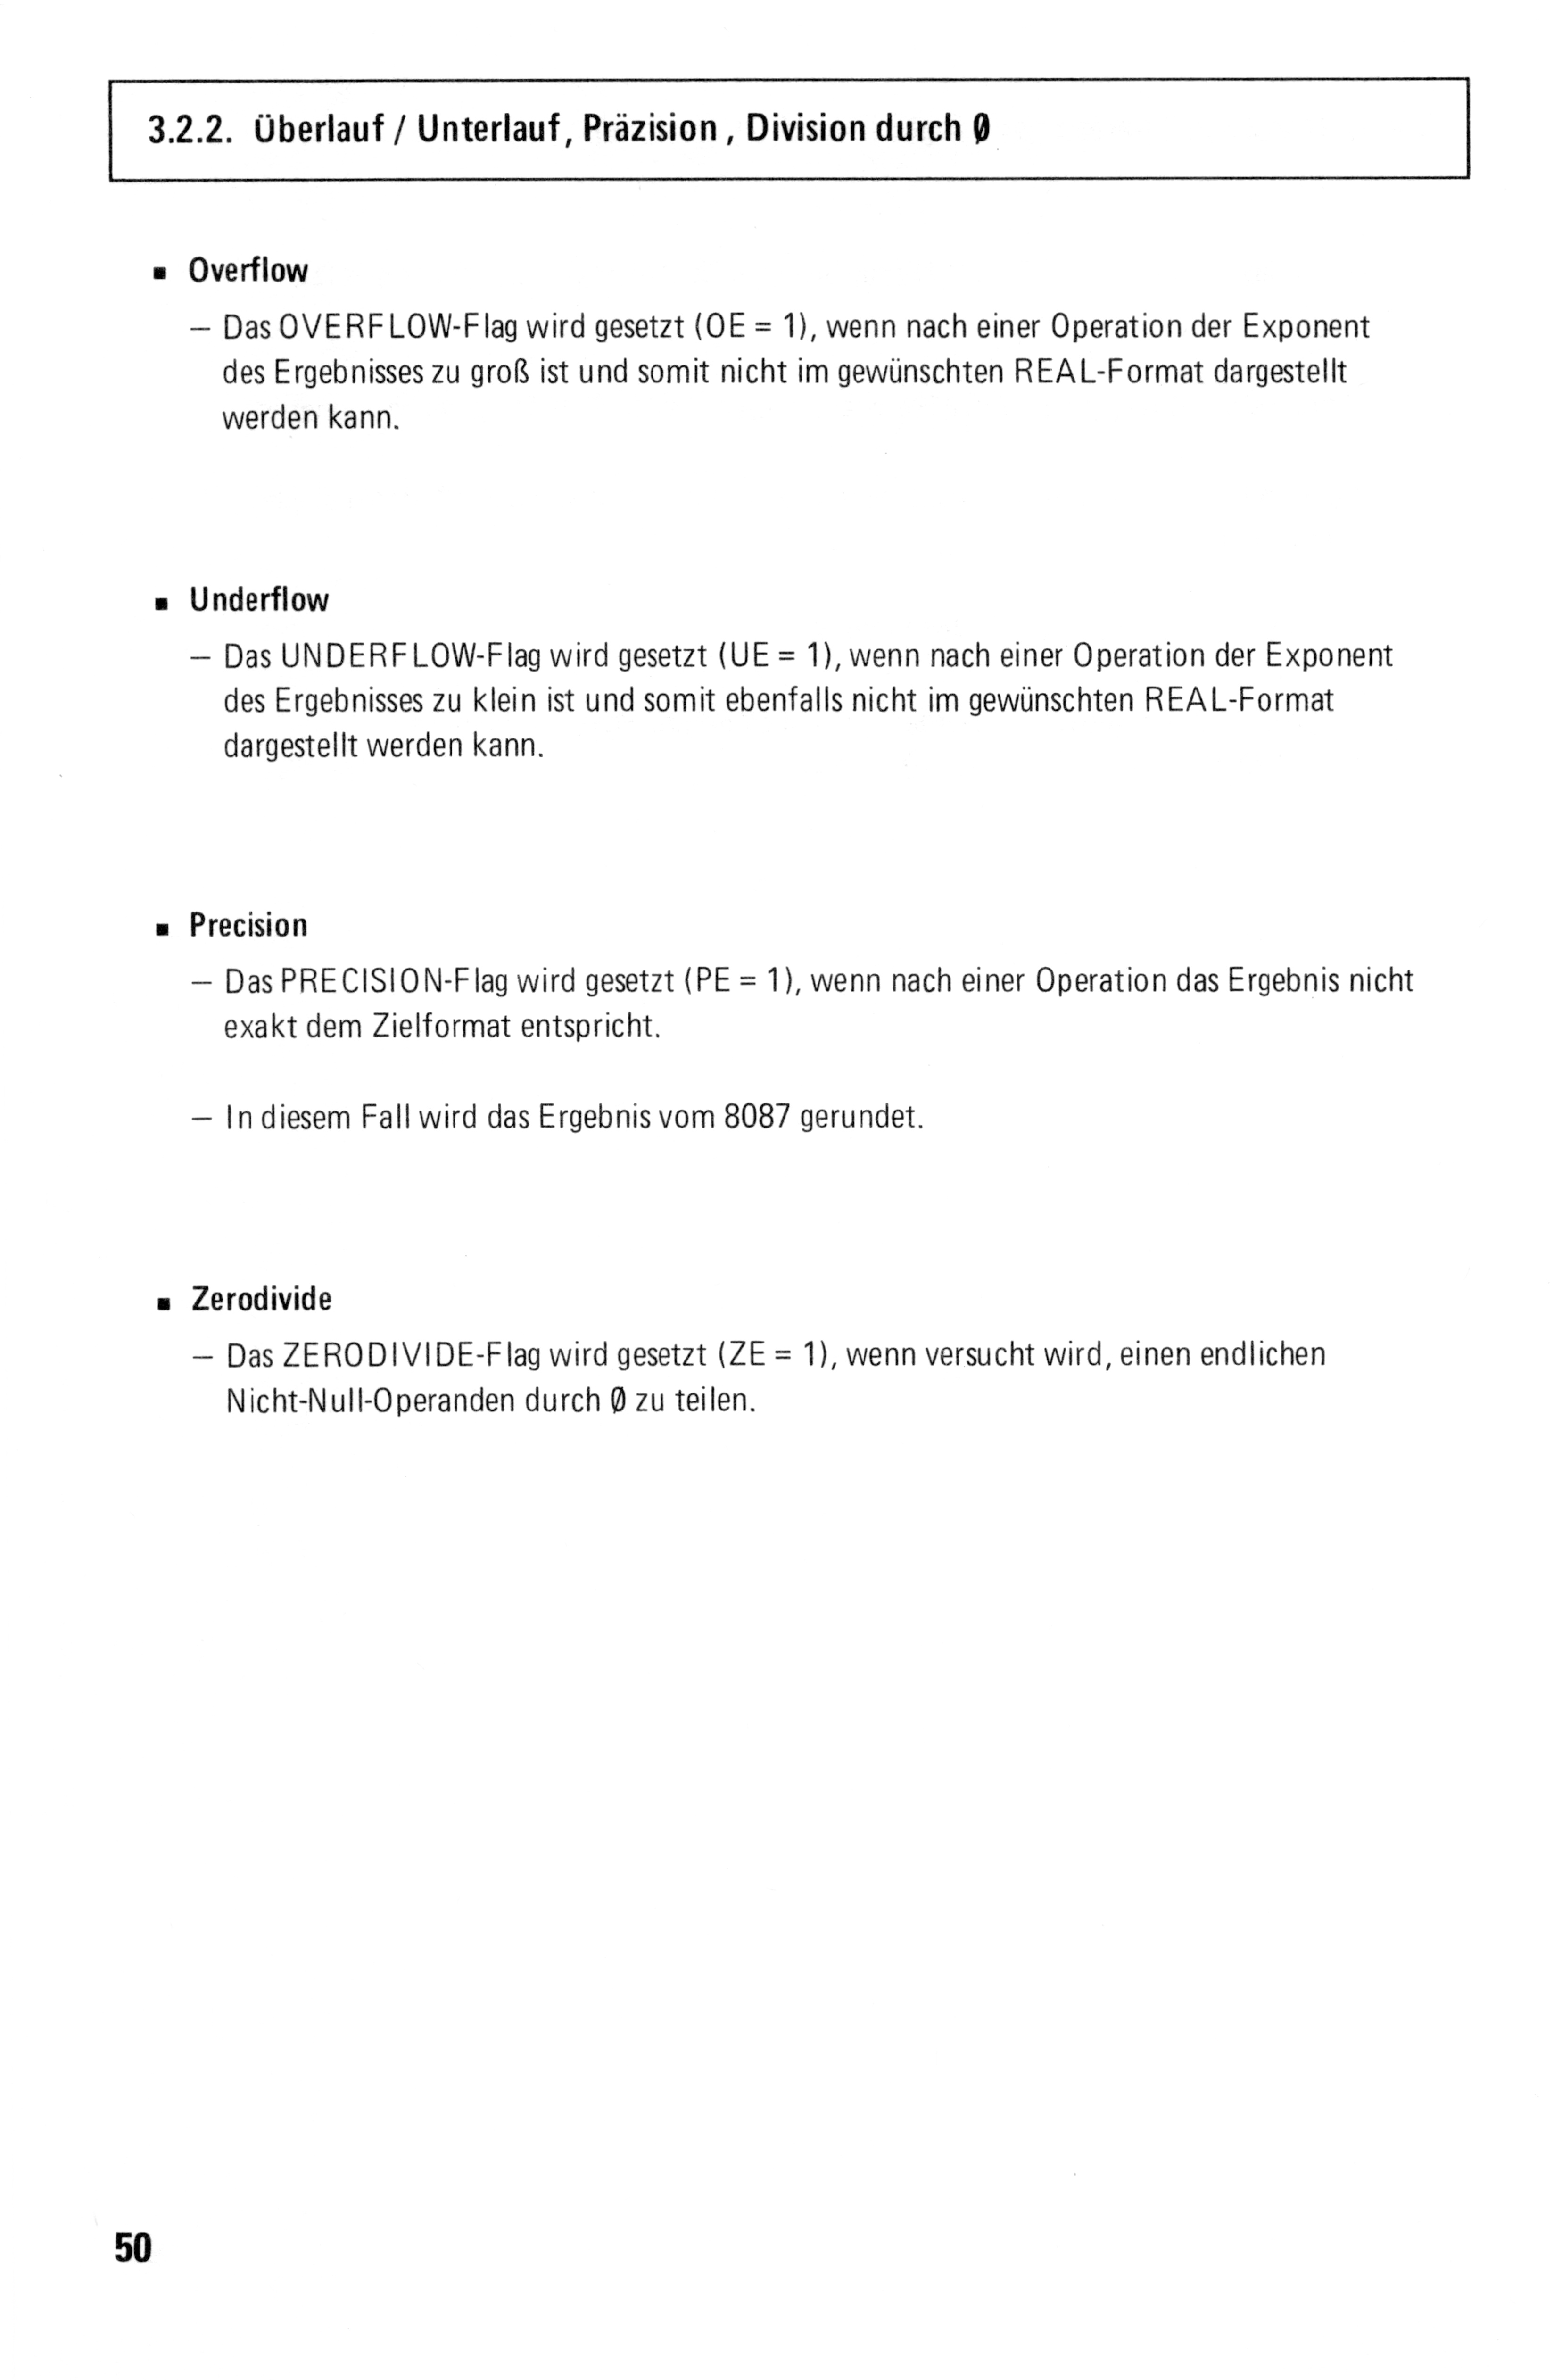 3.2.2. Überlauf / Unterlauf, Präzision , Division durch 0
▪ Overflow
— Das OVERFLOW-Flag wird gesetzt (OE = 1), wenn nach einer Operation der Exponent
des Ergebnisses zu groß ist und somit nicht im gewünschten REAL-Format dargestellt
werden kann.
▪ Underflow
— Das UNDERFLOW-Flag wird gesetzt (UE = 1), wenn nach einer Operation der Exponent
des Ergebnisses zu klein ist und somit ebenfalls nicht im gewünschten REAL-Format
dargestellt werden kann.
▪ Precision
— Das PRECISION-Flag wird gesetzt (PE = 1), wenn nach einer Operation das Ergebnis nicht
exakt dem Zielformat entspricht.
— In diesem Fall wird das Ergebnis vom 8087 gerundet.
▪ Zerodivide
— Das ZERODIVIDE-Flag wird gesetzt (ZE = 1), wenn versucht wird, einen endlichen
Nicht-Null-Operanden durch 0 zu teilen.
50